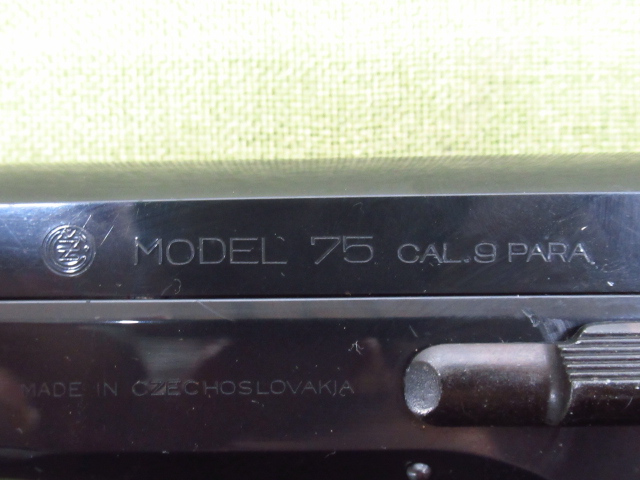 MODEL 75 CAL.9 PARA
MADE IN CZECHOSLOVAKIA